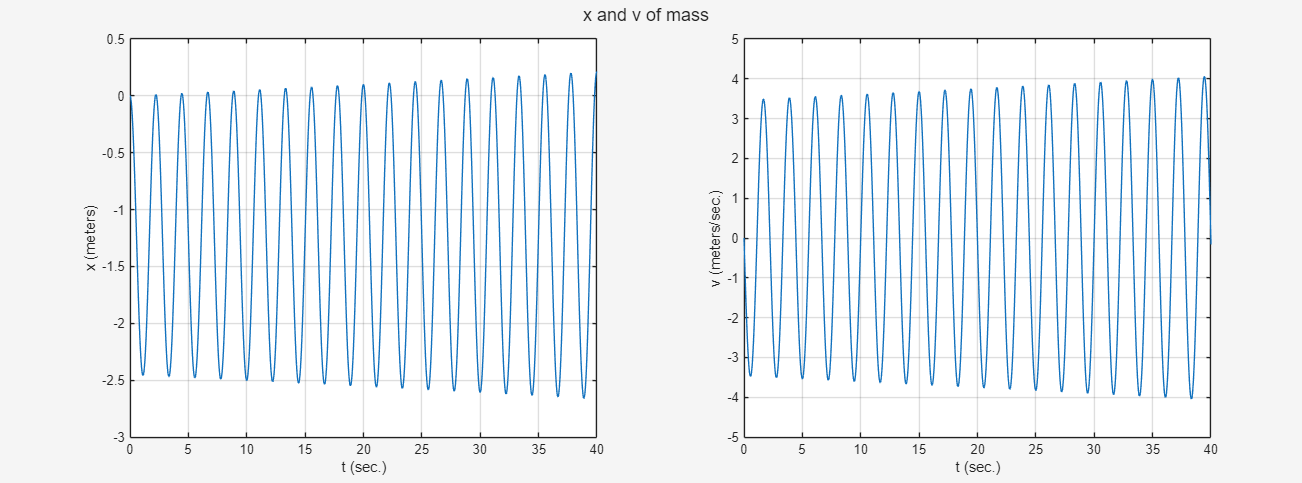 x and v of mass
x (meters)
0.5
0
-0.5
-1
-1.5
-2
-2.5
-3
0 5 10 15 20 25 30 35 40
t (sec.)
v (meters/sec.)
5
4
3
2
1
0
-1
-2
-3
-4
-5
0 5 10 15 20 25 30 35 40
t (sec.)